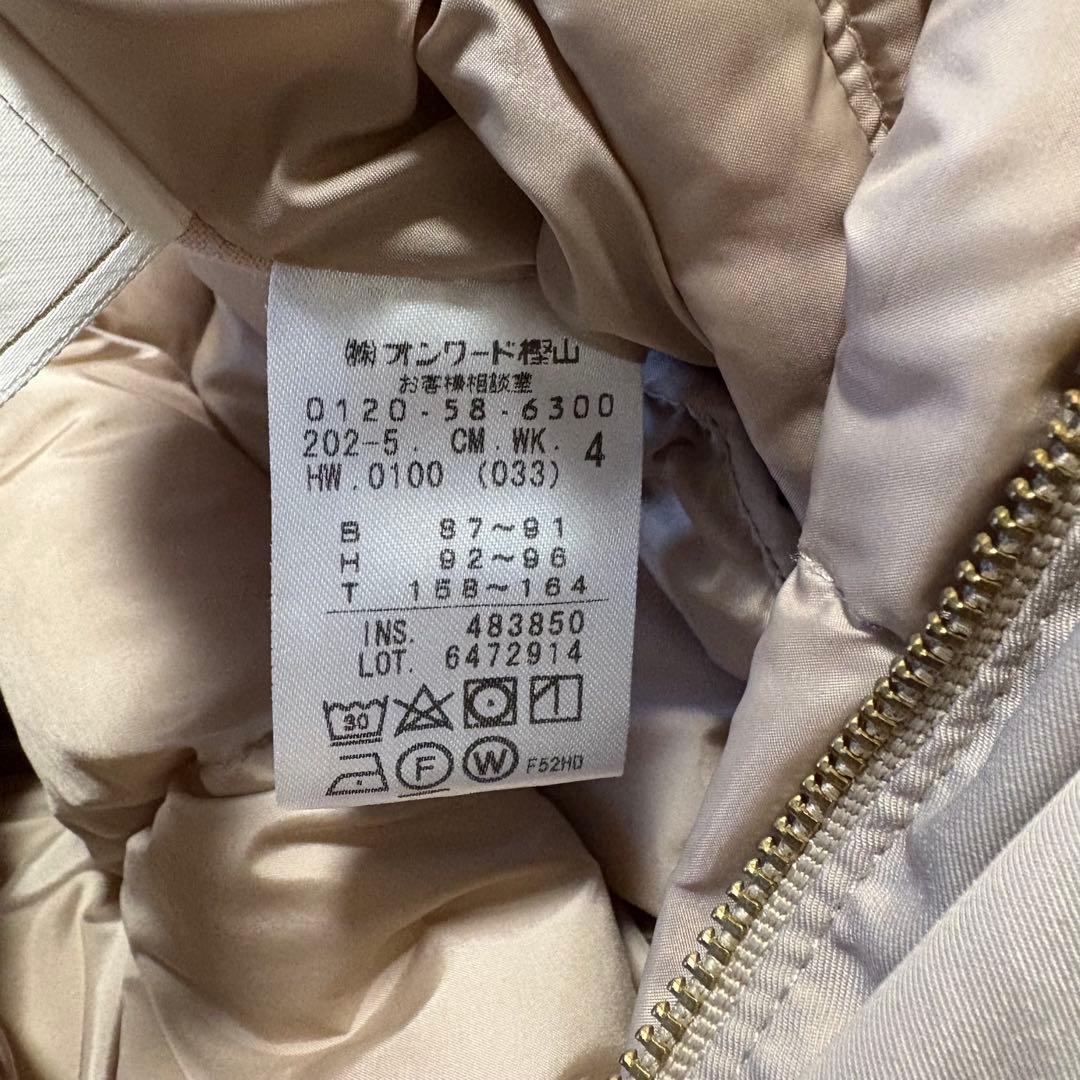 (株)オンワード樫山
お客様相談室
0120-58-6300
202-5. CM.WK. 4
HW.0100 (033)
B 87~91
H 92~96
T 158~164
INS. 483850
LOT. 6472914
30
F W F52HD